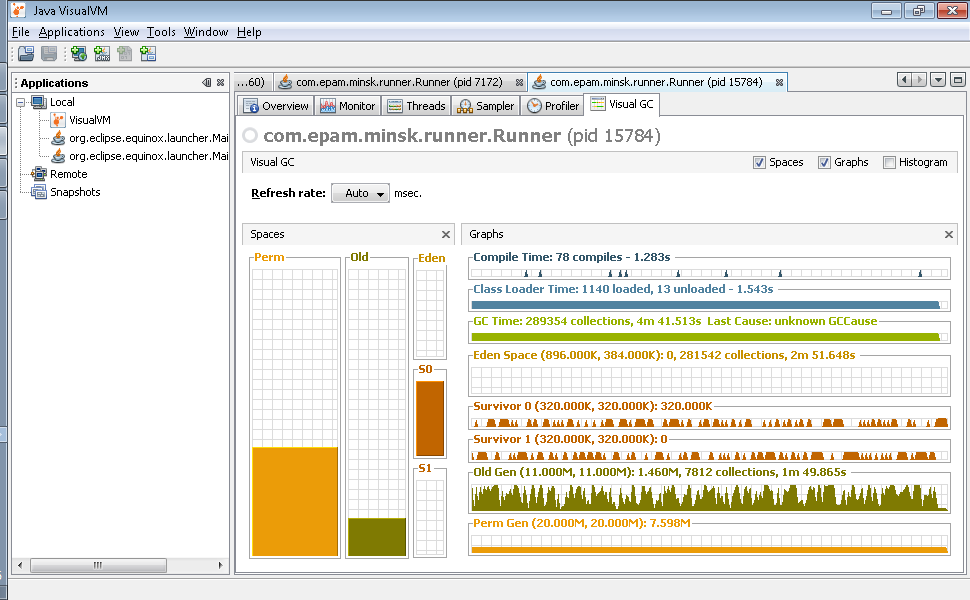 Java VisualVM
File Applications View Tools Window Help
Applications
Local
VisualVM
org.eclipse.equinox.launcher.Mai
org.eclipse.equinox.launcher.Mai
Remote
Snapshots
...60) com.epam.minsk.runner.Runner (pid 7172) com.epam.minsk.runner.Runner (pid 15784)
Overview Monitor Threads Sampler Profiler Visual GC
com.epam.minsk.runner.Runner (pid 15784)
Visual GC Spaces Graphs Histogram
Refresh rate: Auto msec.
Spaces
Perm Old Eden
S0
S1
Graphs
Compile Time: 78 compiles - 1.283s
Class Loader Time: 1140 loaded, 13 unloaded - 1.543s
GC Time: 289354 collections, 4m 41.513s Last Cause: unknown GCCause
Eden Space (896.000K, 384.000K): 0, 281542 collections, 2m 51.648s
Survivor 0 (320.000K, 320.000K): 320.000K
Survivor 1 (320.000K, 320.000K): 0
Old Gen (11.000M, 11.000M): 1.460M, 7812 collections, 1m 49.865s
Perm Gen (20.000M, 20.000M): 7.598M